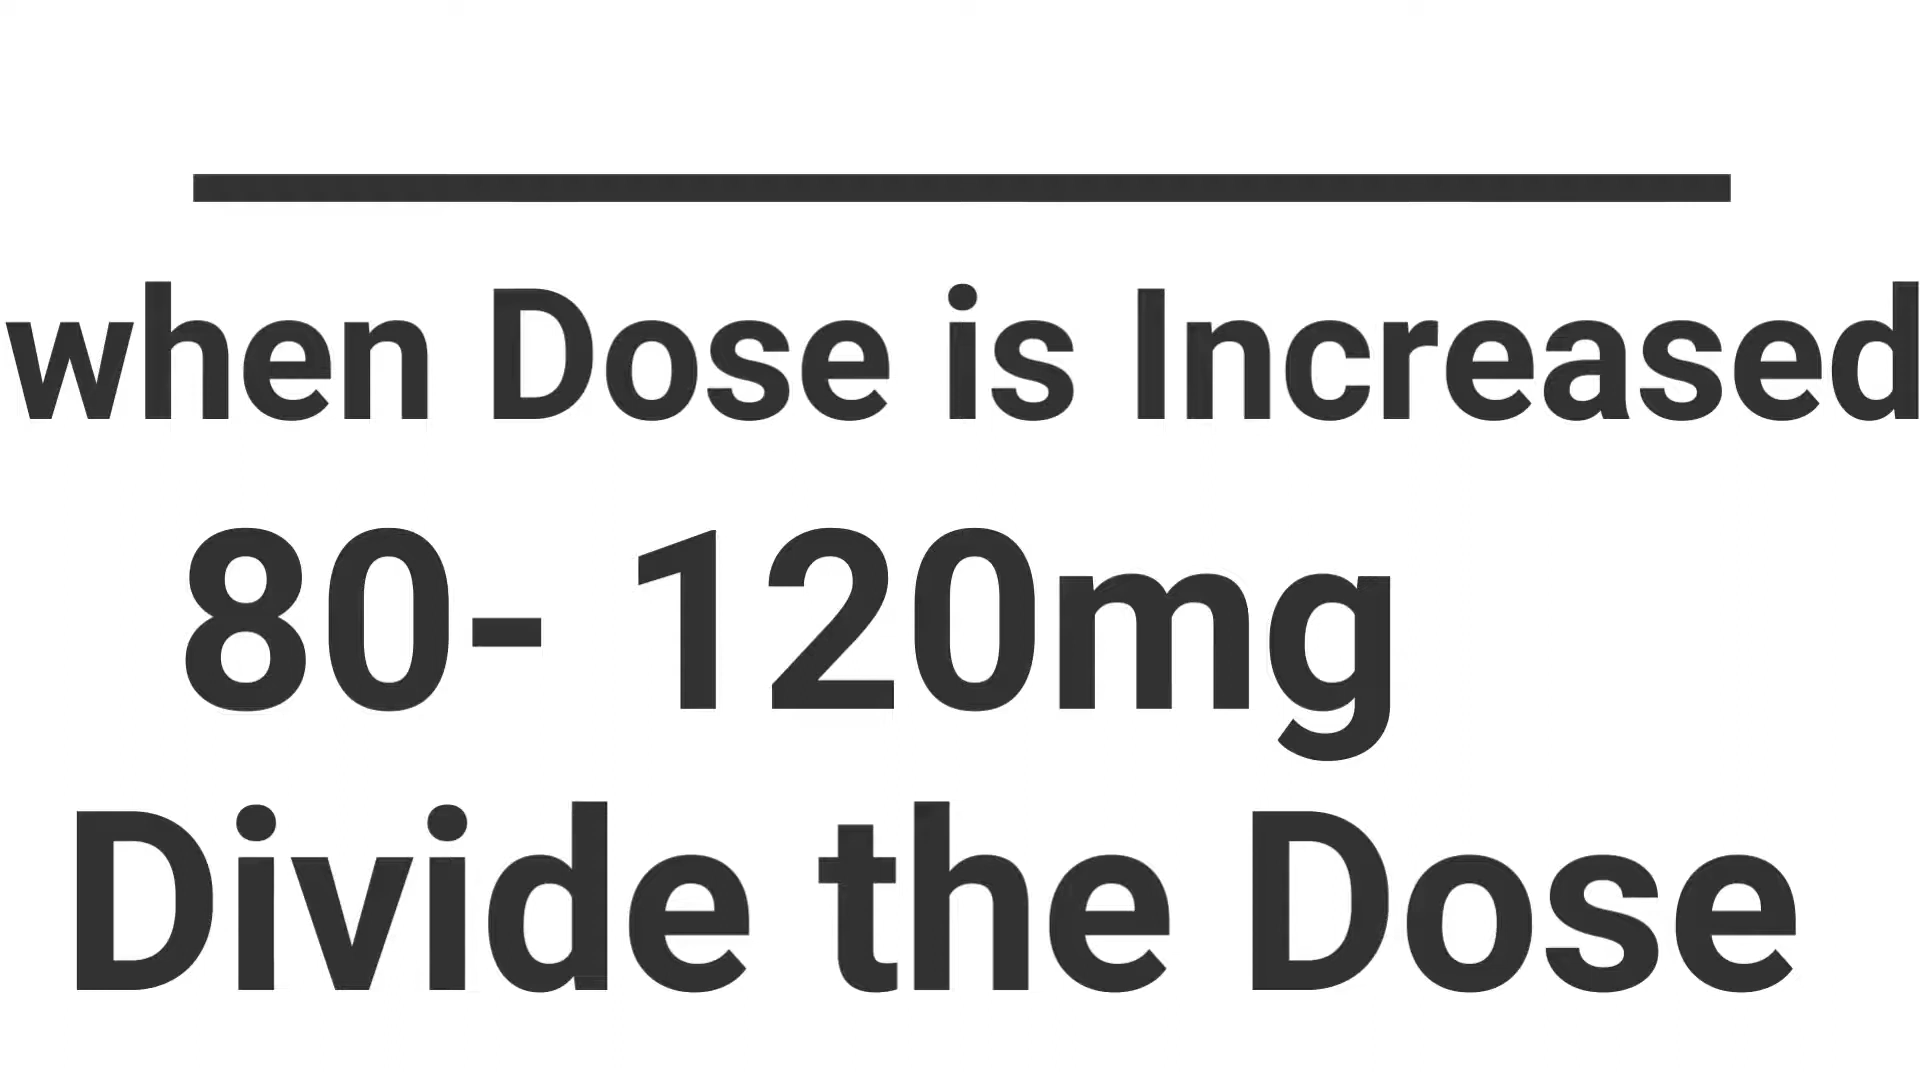 when Dose is Increased
80- 120mg
Divide the Dose